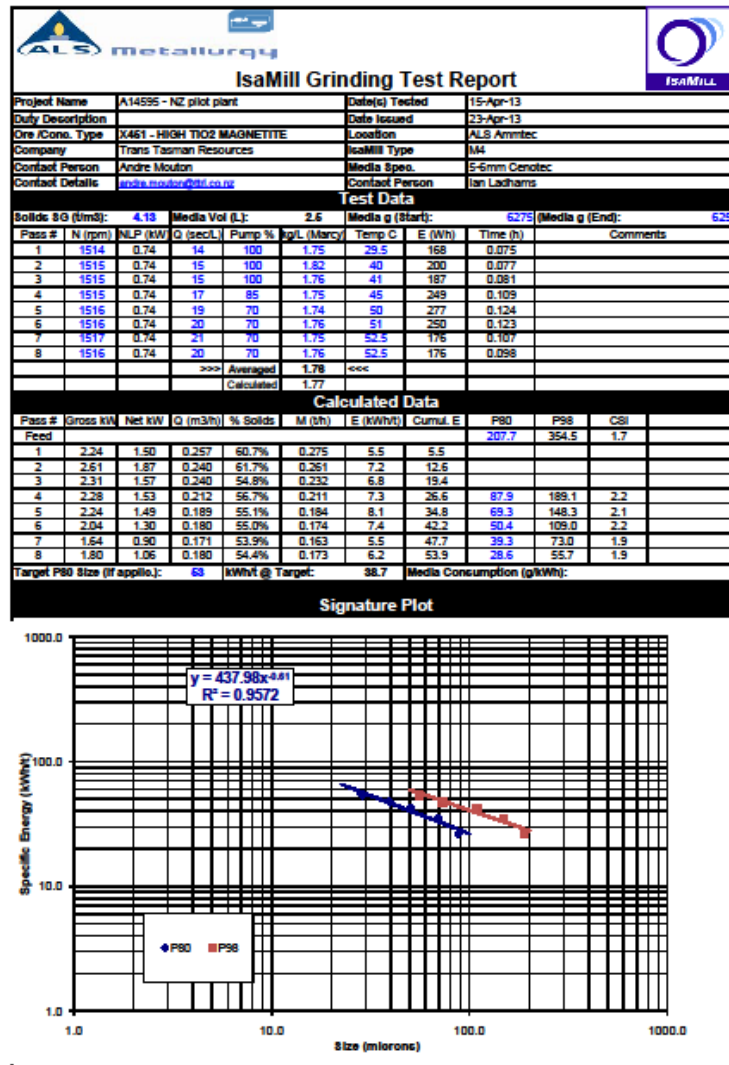 ALS Metallurgy
IsaMill Grinding Test Report
ISAMILL
Project Name A14595 - NZ pilot plant Date(s) Tested 15-Apr-13
Duty Description Date Issued 23-Apr-13
Ore /Conc. Type X461 - HIGH TIO2 MAGNETITE Location ALS Ammtec
Company Trans Tasman Resources IsaMill Type M4
Contact Person Andre Mouton Media Spec. 5-6mm Cenotec
Contact Details andre.mouton@ttrl.co.nz Contact Person Ian Ladhams
Test Data
Solids SG (t/m3): 4.13 Media Vol (L): 2.5 Media g (Start): 6275 (Media g (End): 625
Pass # N (rpm) NLP (kW) Q (sec/L) Pump % kg/L (Marcy) Temp C E (Wh) Time (h) Comments
1 1514 0.74 14 100 1.75 29.5 168 0.075
2 1515 0.74 15 100 1.82 40 200 0.077
3 1515 0.74 15 100 1.76 41 187 0.081
4 1515 0.74 17 85 1.75 45 249 0.109
5 1516 0.74 19 70 1.74 50 277 0.124
6 1516 0.74 20 70 1.76 51 250 0.123
7 1517 0.74 21 70 1.75 52.5 176 0.107
8 1516 0.74 20 70 1.76 52.5 176 0.098
>>> Averaged 1.76 <<<
Calculated 1.77
Calculated Data
Pass # Gross kW Net kW Q (m3/h) % Solids M (t/h) E (kWh/t) Cumul. E P80 P98 CSI
Feed 207.7 354.5 1.7
1 2.24 1.50 0.257 60.7% 0.275 5.5 5.5
2 2.61 1.87 0.240 61.7% 0.261 7.2 12.6
3 2.31 1.57 0.240 54.8% 0.232 6.8 19.4
4 2.28 1.53 0.212 56.7% 0.211 7.3 26.6 87.9 189.1 2.2
5 2.24 1.49 0.189 55.1% 0.184 8.1 34.8 69.3 148.3 2.1
6 2.04 1.30 0.180 55.0% 0.174 7.4 42.2 50.4 109.0 2.2
7 1.64 0.90 0.171 53.9% 0.163 5.5 47.7 39.3 73.0 1.9
8 1.80 1.06 0.180 54.4% 0.173 6.2 53.9 28.6 55.7 1.9
Target P80 Size (if applic.): 53 kWh/t @ Target: 38.7 Media Consumption (g/kWh):
Signature Plot
1000.0
y = 437.98x-0.61
R² = 0.9572
100.0
Specific Energy (kWh/t)
10.0
P80 P98
1.0
1.0 10.0 100.0 1000.0
Size (microns)